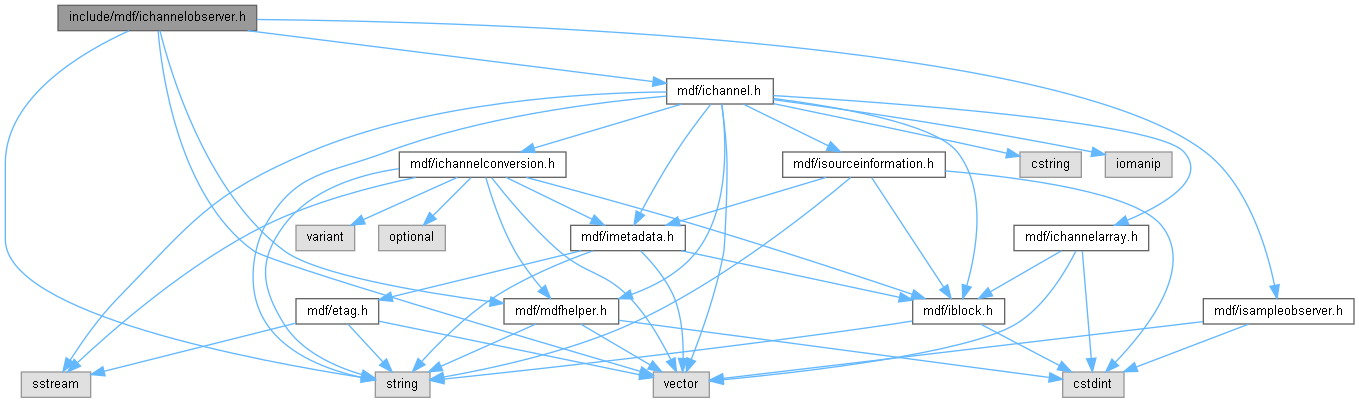 include/mdf/ichannelobserver.h
mdf/ichannel.h
mdf/ichannelconversion.h
mdf/isourceinformation.h
cstring
iomanip
variant
optional
mdf/imetadata.h
mdf/ichannelarray.h
mdf/etag.h
mdf/mdfhelper.h
mdf/iblock.h
mdf/isampleobserver.h
sstream
string
vector
cstdint